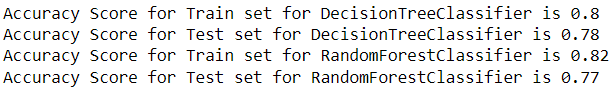 Accuracy Score for Train set for DecisionTreeClassifier is 0.8
Accuracy Score for Test set for DecisionTreeClassifier is 0.78
Accuracy Score for Train set for RandomForestClassifier is 0.82
Accuracy Score for Test set for RandomForestClassifier is 0.77